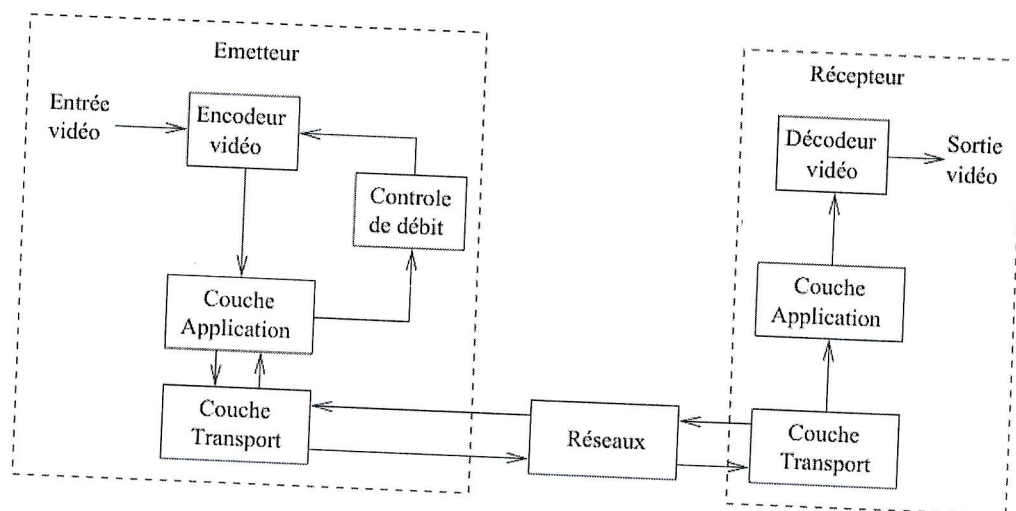 Emetteur
Entrée
vidéo
Encodeur
vidéo
Controle
de débit
Couche
Application
Couche
Transport
Réseaux
Récepteur
Décodeur
vidéo
Sortie
vidéo
Couche
Application
Couche
Transport